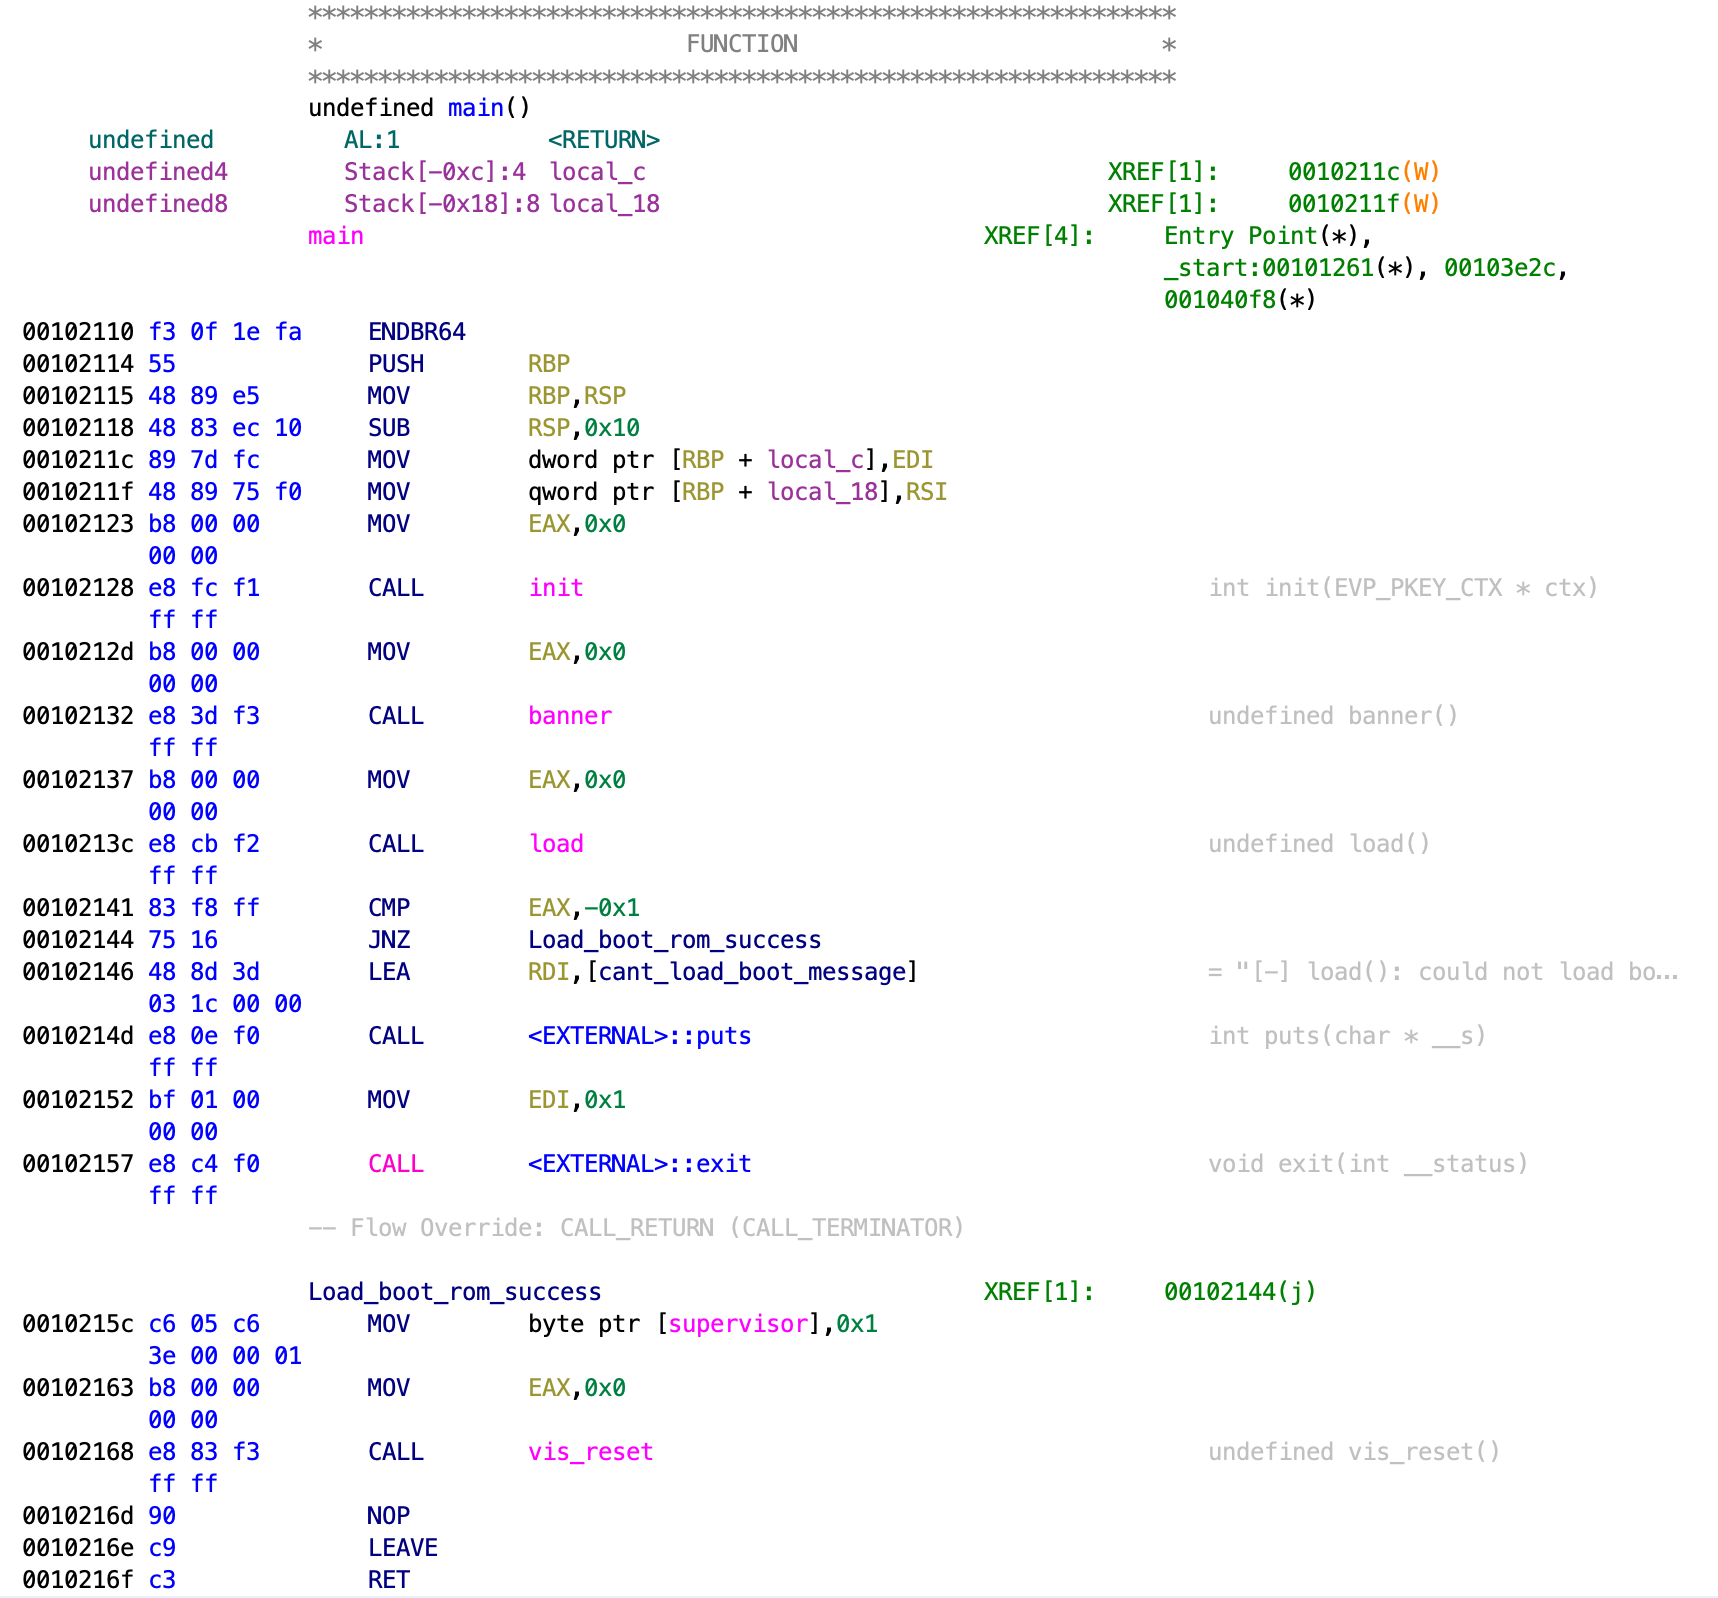 **************************************************************
*                          FUNCTION                          *
**************************************************************
undefined main()
undefined AL:1 <RETURN>
undefined4 Stack[-0xc]:4 local_c XREF[1]: 0010211c(W)
undefined8 Stack[-0x18]:8 local_18 XREF[1]: 0010211f(W)
main XREF[4]: Entry Point(*),
_start:00101261(*), 00103e2c,
001040f8(*)
00102110 f3 0f 1e fa ENDBR64
00102114 55 PUSH RBP
00102115 48 89 e5 MOV RBP,RSP
00102118 48 83 ec 10 SUB RSP,0x10
0010211c 89 7d fc MOV dword ptr [RBP + local_c],EDI
0010211f 48 89 75 f0 MOV qword ptr [RBP + local_18],RSI
00102123 b8 00 00 MOV EAX,0x0
00 00
00102128 e8 fc f1 CALL init int init(EVP_PKEY_CTX * ctx)
ff ff
0010212d b8 00 00 MOV EAX,0x0
00 00
00102132 e8 3d f3 CALL banner undefined banner()
ff ff
00102137 b8 00 00 MOV EAX,0x0
00 00
0010213c e8 cb f2 CALL load undefined load()
ff ff
00102141 83 f8 ff CMP EAX,-0x1
00102144 75 16 JNZ Load_boot_rom_success
00102146 48 8d 3d LEA RDI,[cant_load_boot_message] = "[-] load(): could not load bo...
03 1c 00 00
0010214d e8 0e f0 CALL <EXTERNAL>::puts int puts(char * __s)
ff ff
00102152 bf 01 00 MOV EDI,0x1
00 00
00102157 e8 c4 f0 CALL <EXTERNAL>::exit void exit(int __status)
ff ff
-- Flow Override: CALL_RETURN (CALL_TERMINATOR)
Load_boot_rom_success XREF[1]: 00102144(j)
0010215c c6 05 c6 MOV byte ptr [supervisor],0x1
3e 00 00 01
00102163 b8 00 00 MOV EAX,0x0
00 00
00102168 e8 83 f3 CALL vis_reset undefined vis_reset()
ff ff
0010216d 90 NOP
0010216e c9 LEAVE
0010216f c3 RET